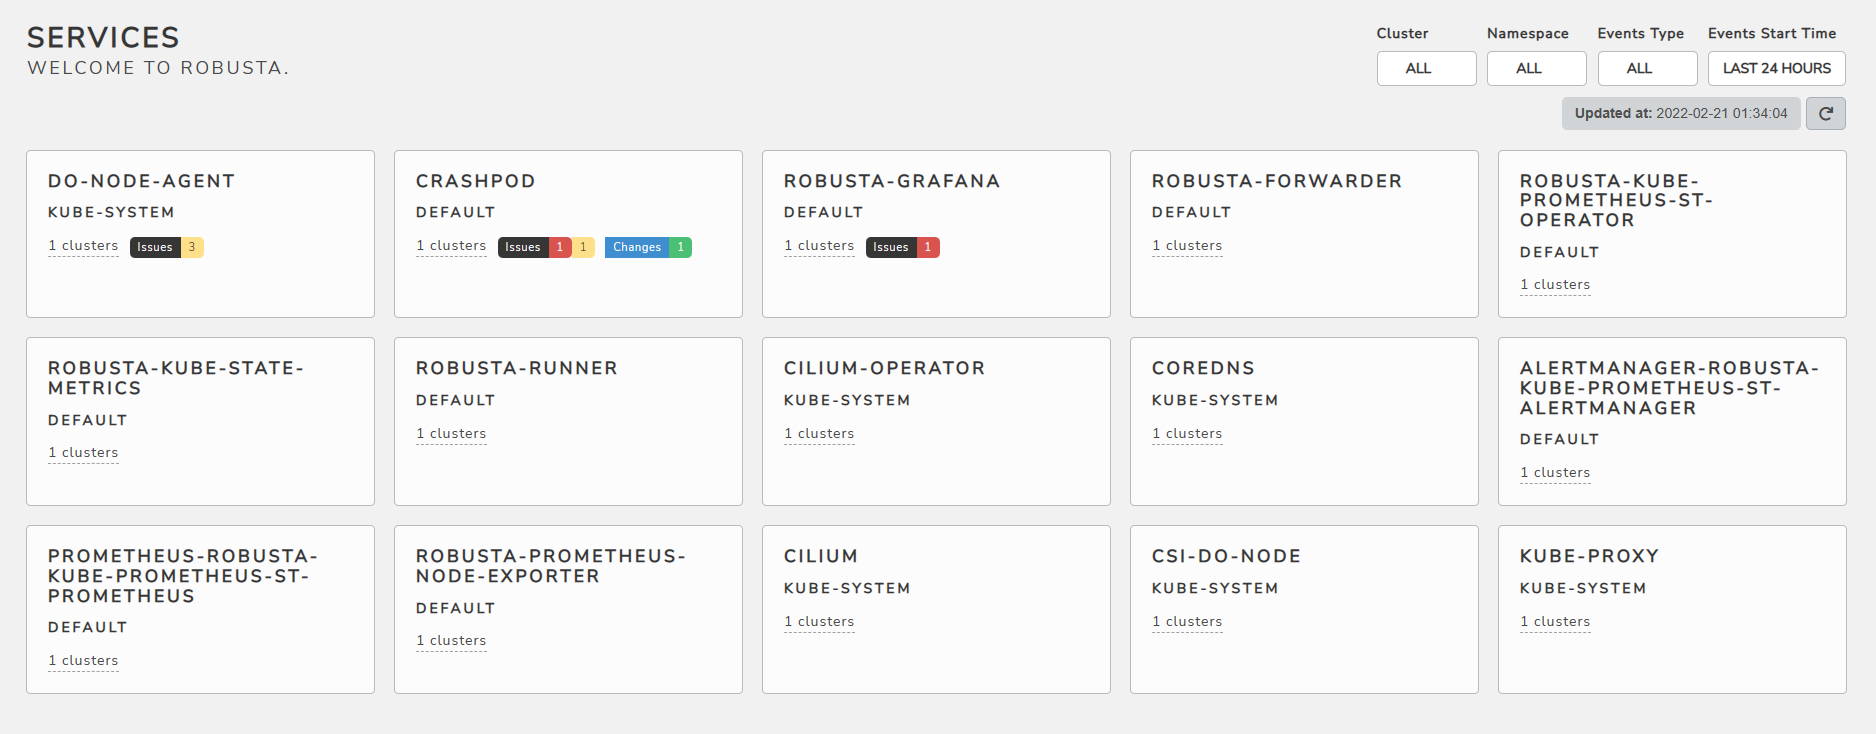 SERVICES
WELCOME TO ROBUSTA.
Cluster Namespace Events Type Events Start Time
ALL ALL ALL LAST 24 HOURS
Updated at: 2022-02-21 01:34:04
DO-NODE-AGENT
KUBE-SYSTEM
1 clusters Issues 3
CRASHPOD
DEFAULT
1 clusters Issues 1 1 Changes 1
ROBUSTA-GRAFANA
DEFAULT
1 clusters Issues 1
ROBUSTA-FORWARDER
DEFAULT
1 clusters
ROBUSTA-KUBE-
PROMETHEUS-ST-
OPERATOR
DEFAULT
1 clusters
ROBUSTA-KUBE-STATE-
METRICS
DEFAULT
1 clusters
ROBUSTA-RUNNER
DEFAULT
1 clusters
CILIUM-OPERATOR
KUBE-SYSTEM
1 clusters
COREDNS
KUBE-SYSTEM
1 clusters
ALERTMANAGER-ROBUSTA-
KUBE-PROMETHEUS-ST-
ALERTMANAGER
DEFAULT
1 clusters
PROMETHEUS-ROBUSTA-
KUBE-PROMETHEUS-ST-
PROMETHEUS
DEFAULT
1 clusters
ROBUSTA-PROMETHEUS-
NODE-EXPORTER
DEFAULT
1 clusters
CILIUM
KUBE-SYSTEM
1 clusters
CSI-DO-NODE
KUBE-SYSTEM
1 clusters
KUBE-PROXY
KUBE-SYSTEM
1 clusters